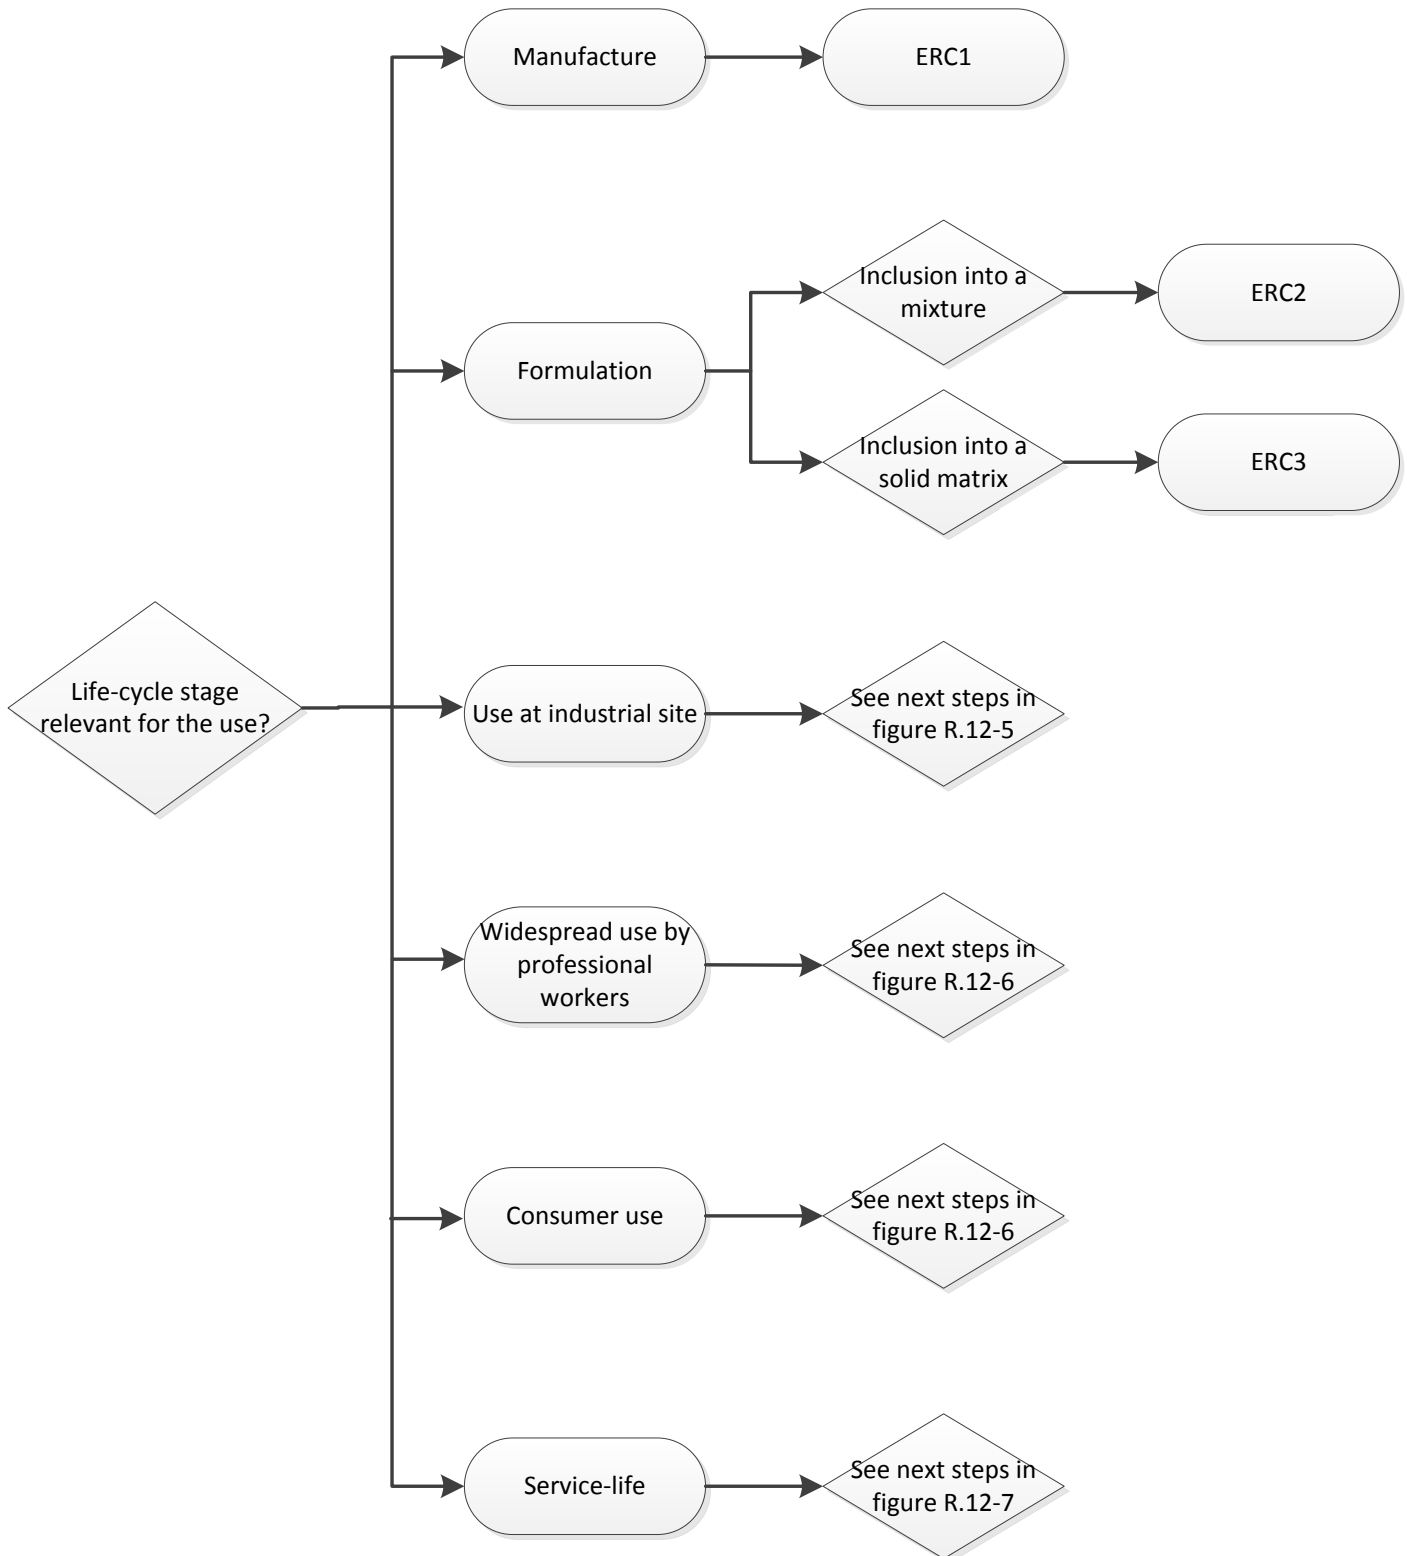 Manufacture
ERC1
Inclusion into a
mixture
ERC2
Formulation
Inclusion into a
solid matrix
ERC3
Life-cycle stage
relevant for the use?
Use at industrial site
See next steps in
figure R.12-5
Widespread use by
professional
workers
See next steps in
figure R.12-6
Consumer use
See next steps in
figure R.12-6
Service-life
See next steps in
figure R.12-7